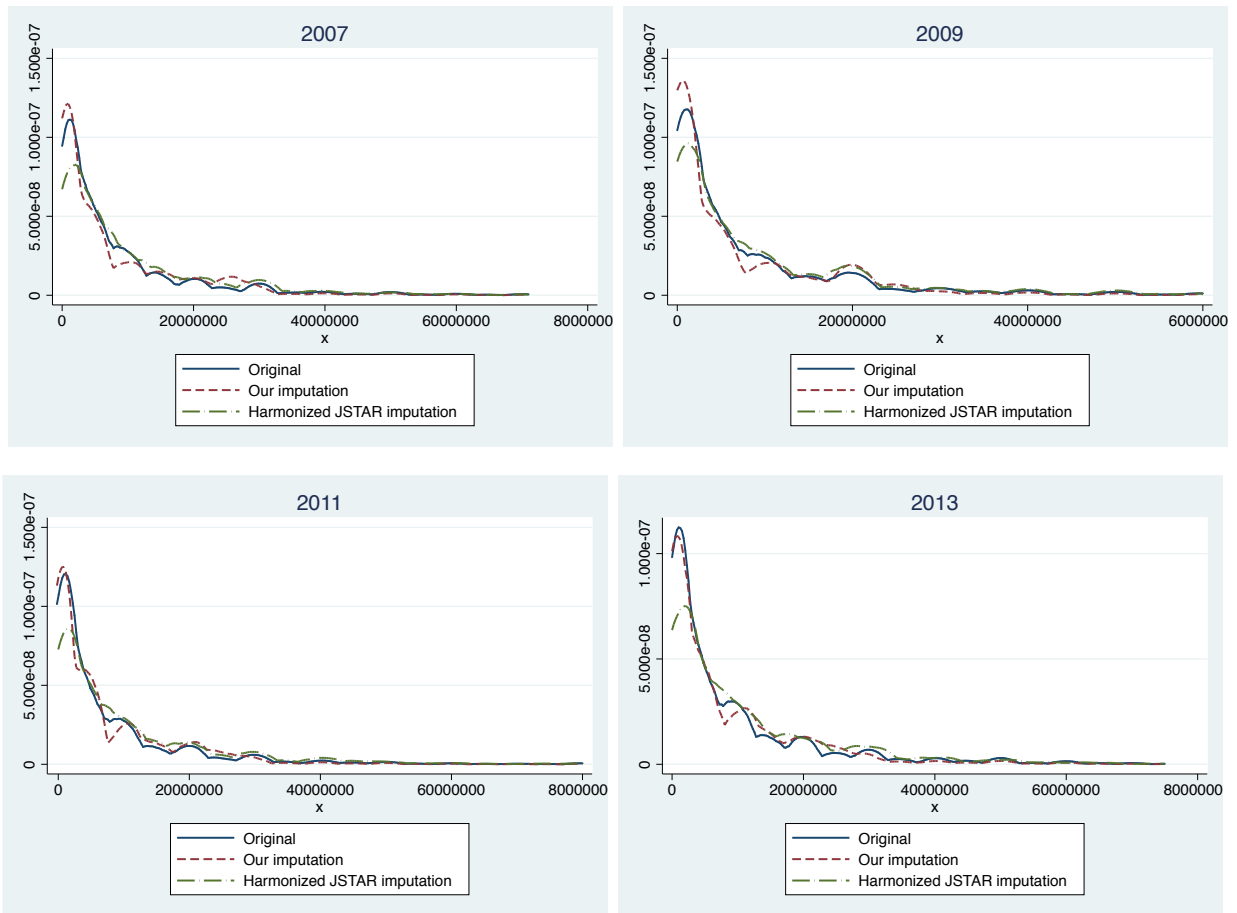 2007
1.500e-07
1.000e-07
5.000e-08
0
0 20000000 40000000 60000000 8000000
x
Original
Our imputation
Harmonized JSTAR imputation
2009
1.500e-07
1.000e-07
5.000e-08
0
0 20000000 40000000 6000000
x
Original
Our imputation
Harmonized JSTAR imputation
2011
1.500e-07
1.000e-07
5.000e-08
0
0 20000000 40000000 60000000 8000000
x
Original
Our imputation
Harmonized JSTAR imputation
2013
1.000e-07
5.000e-08
0
0 20000000 40000000 60000000 8000000
x
Original
Our imputation
Harmonized JSTAR imputation